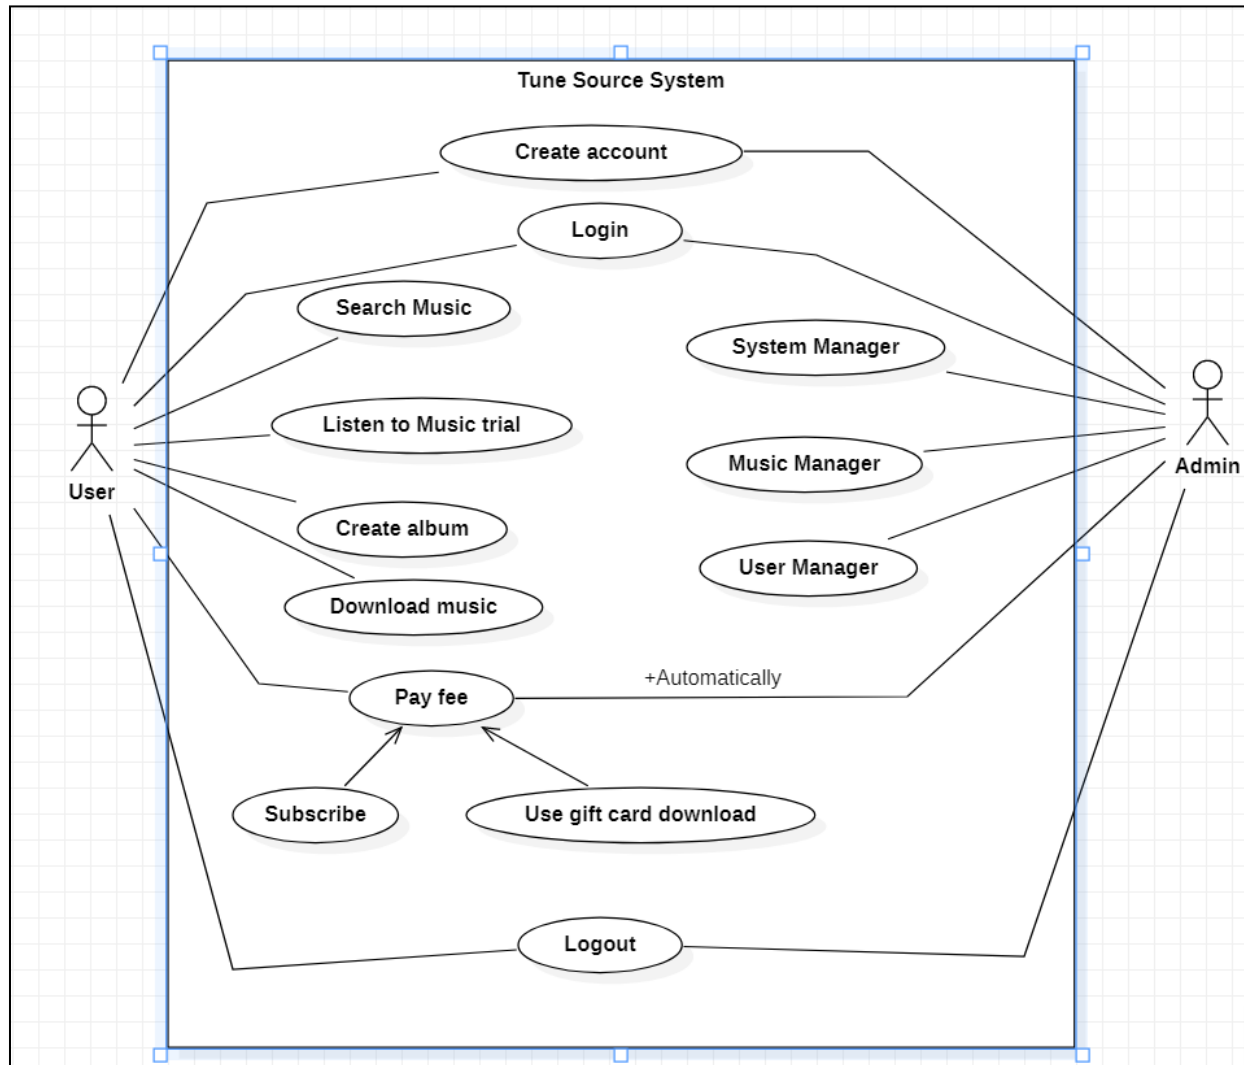 Tune Source System
Create account
Login
Search Music
System Manager
Listen to Music trial
Music Manager
Admin
User
Create album
User Manager
Download music
+Automatically
Pay fee
Subscribe
Use gift card download
Logout